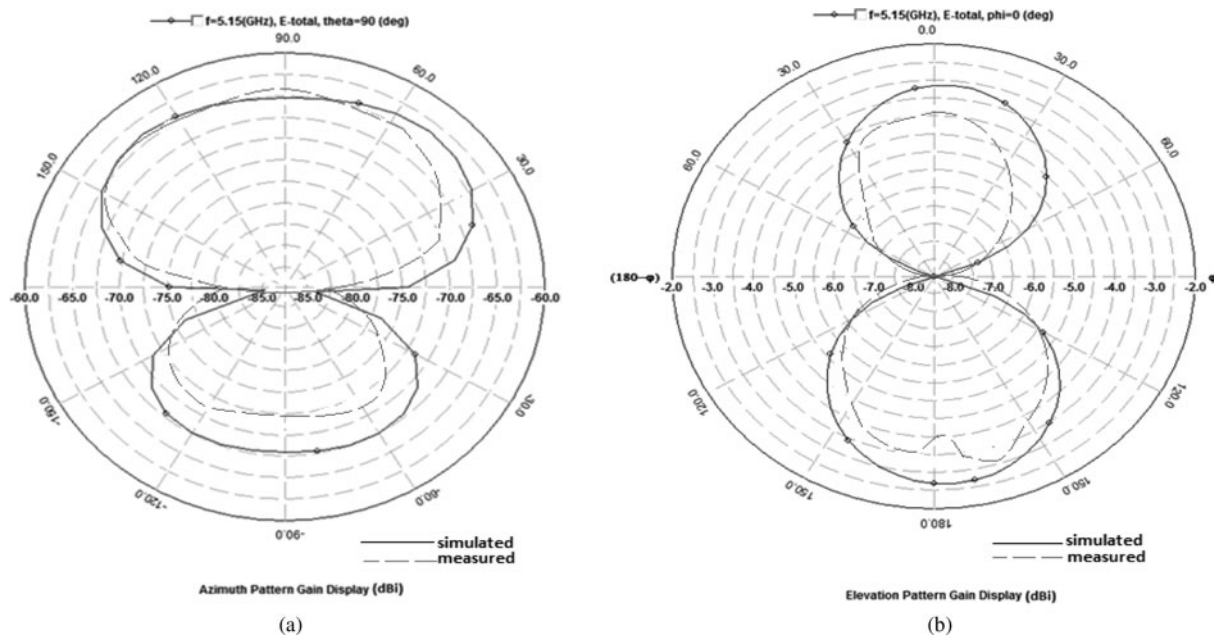 f=5.15(GHz), E-total, theta=90 (deg)
90.0
120.0 60.0
150.0 30.0
-60.0 -65.0 -70.0 -75.0 -80.0 -85.0 -85.0 -80.0 -75.0 -70.0 -65.0 -60.0
-150.0 30.0
-120.0 -60.0
-90.0
simulated
measured
Azimuth Pattern Gain Display (dBi)
(a)
f=5.15(GHz), E-total, phi=0 (deg)
0.0
30.0 30.0
60.0 60.0
(180-φ) φ
-2.0 -3.0 -4.0 -5.0 -6.0 -7.0 -8.0 -8.0 -7.0 -6.0 -5.0 -4.0 -3.0 -2.0
120.0 120.0
150.0 150.0
180.0
simulated
measured
Elevation Pattern Gain Display (dBi)
(b)